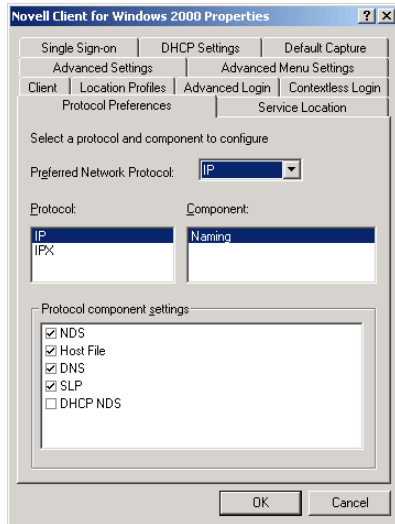 Novell Client for Windows 2000 Properties
Single Sign-on DHCP Settings Default Capture
Advanced Settings Advanced Menu Settings
Client Location Profiles Advanced Login Contextless Login
Protocol Preferences Service Location
Select a protocol and component to configure
Preferred Network Protocol: IP
Protocol: Component:
IP Naming
IPX
Protocol component settings
NDS
Host File
DNS
SLP
DHCP NDS
OK Cancel